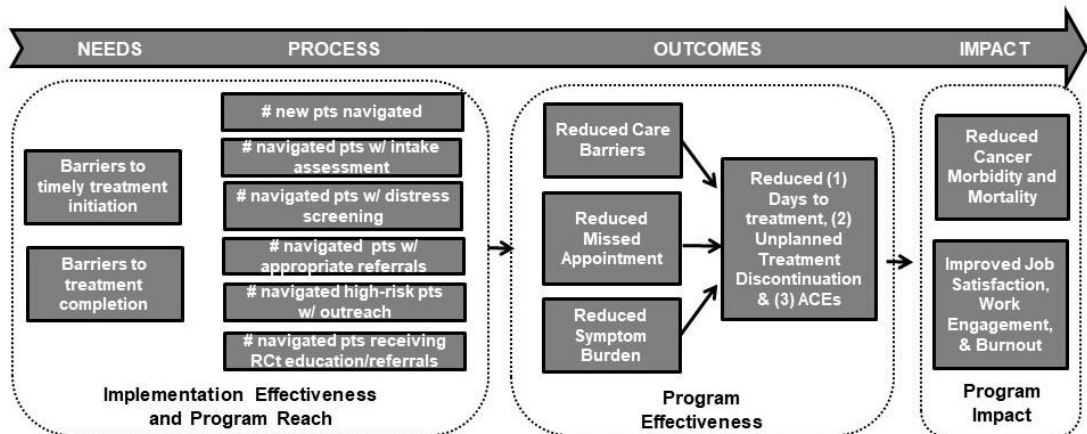 NEEDS
PROCESS
OUTCOMES
IMPACT
Barriers to
timely treatment
initiation
Barriers to
treatment
completion
# new pts navigated
# navigated pts w/ intake
assessment
# navigated pts w/ distress
screening
# navigated  pts w/
appropriate referrals
# navigated high-risk pts
w/ outreach
# navigated pts receiving
RCt education/referrals
Implementation Effectiveness
and Program Reach
Reduced Care
Barriers
Reduced
Missed
Appointment
Reduced
Symptom
Burden
Reduced (1)
Days to
treatment, (2)
Unplanned
Treatment
Discontinuation
& (3) ACEs
Program
Effectiveness
Reduced
Cancer
Morbidity and
Mortality
Improved Job
Satisfaction,
Work
Engagement,
& Burnout
Program
Impact